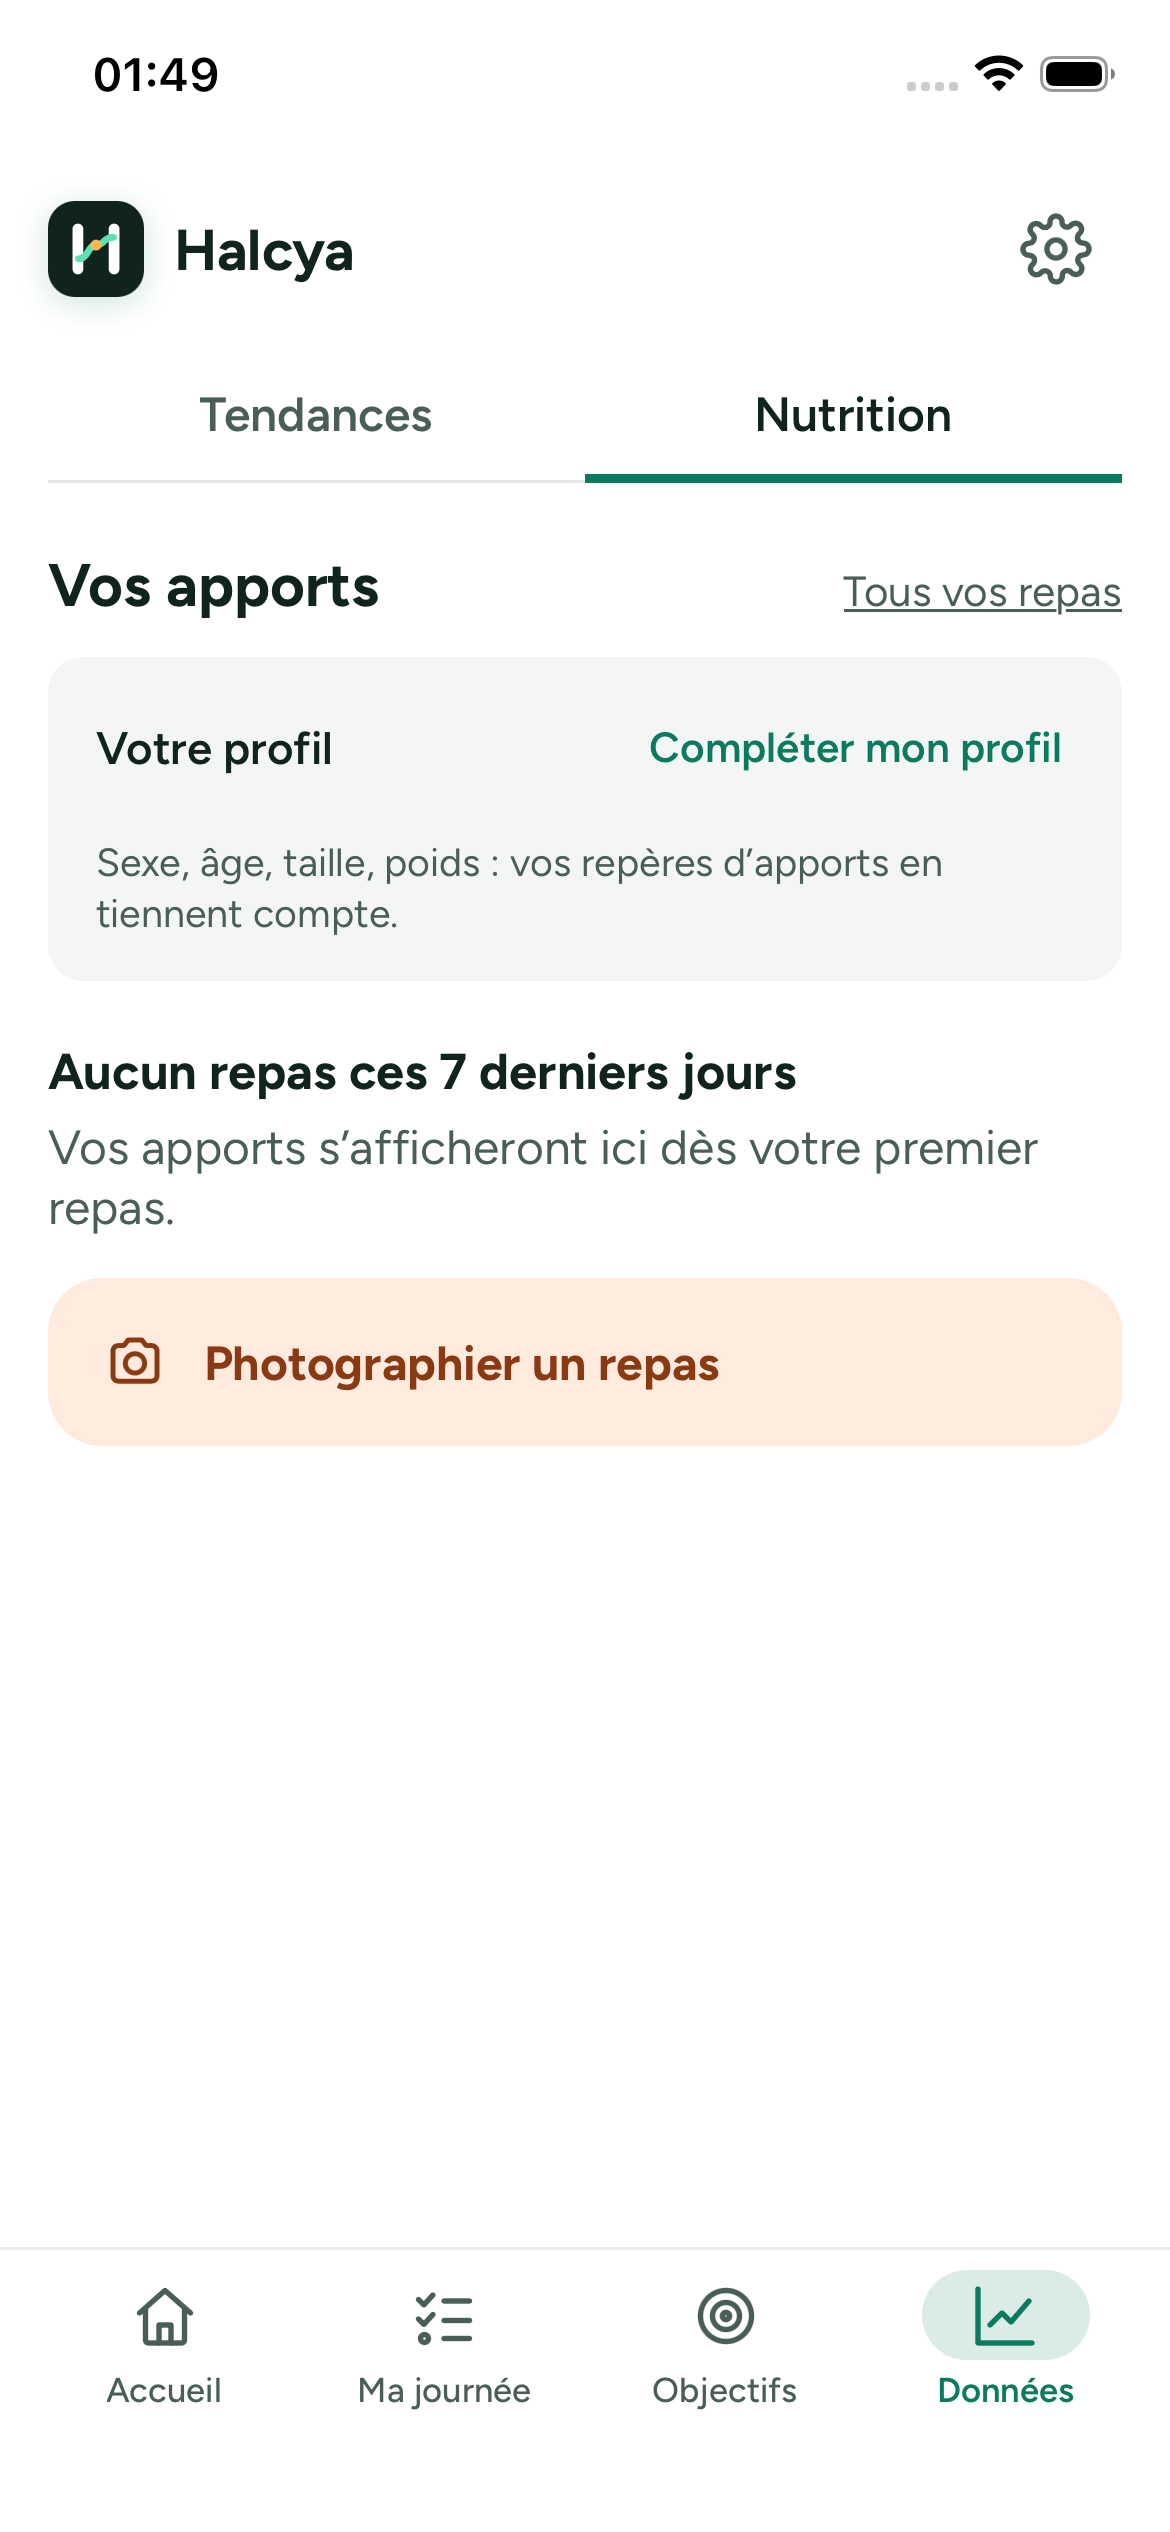 01:49
Halcya
Tendances
Nutrition
Vos apports
Tous vos repas
Votre profil
Compléter mon profil
Sexe, âge, taille, poids : vos repères d’apports en
tiennent compte.
Aucun repas ces 7 derniers jours
Vos apports s’afficheront ici dès votre premier
repas.
Photographier un repas
Accueil
Ma journée
Objectifs
Données